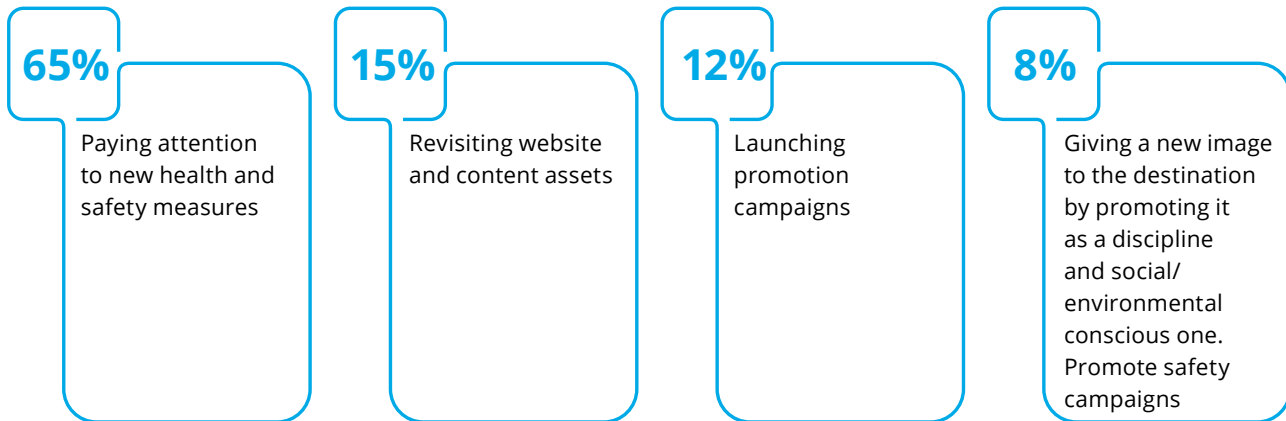 65%
Paying attention
to new health and
safety measures
15%
Revisiting website
and content assets
12%
Launching
promotion
campaigns
8%
Giving a new image
to the destination
by promoting it
as a discipline
and social/
environmental
conscious one.
Promote safety
campaigns